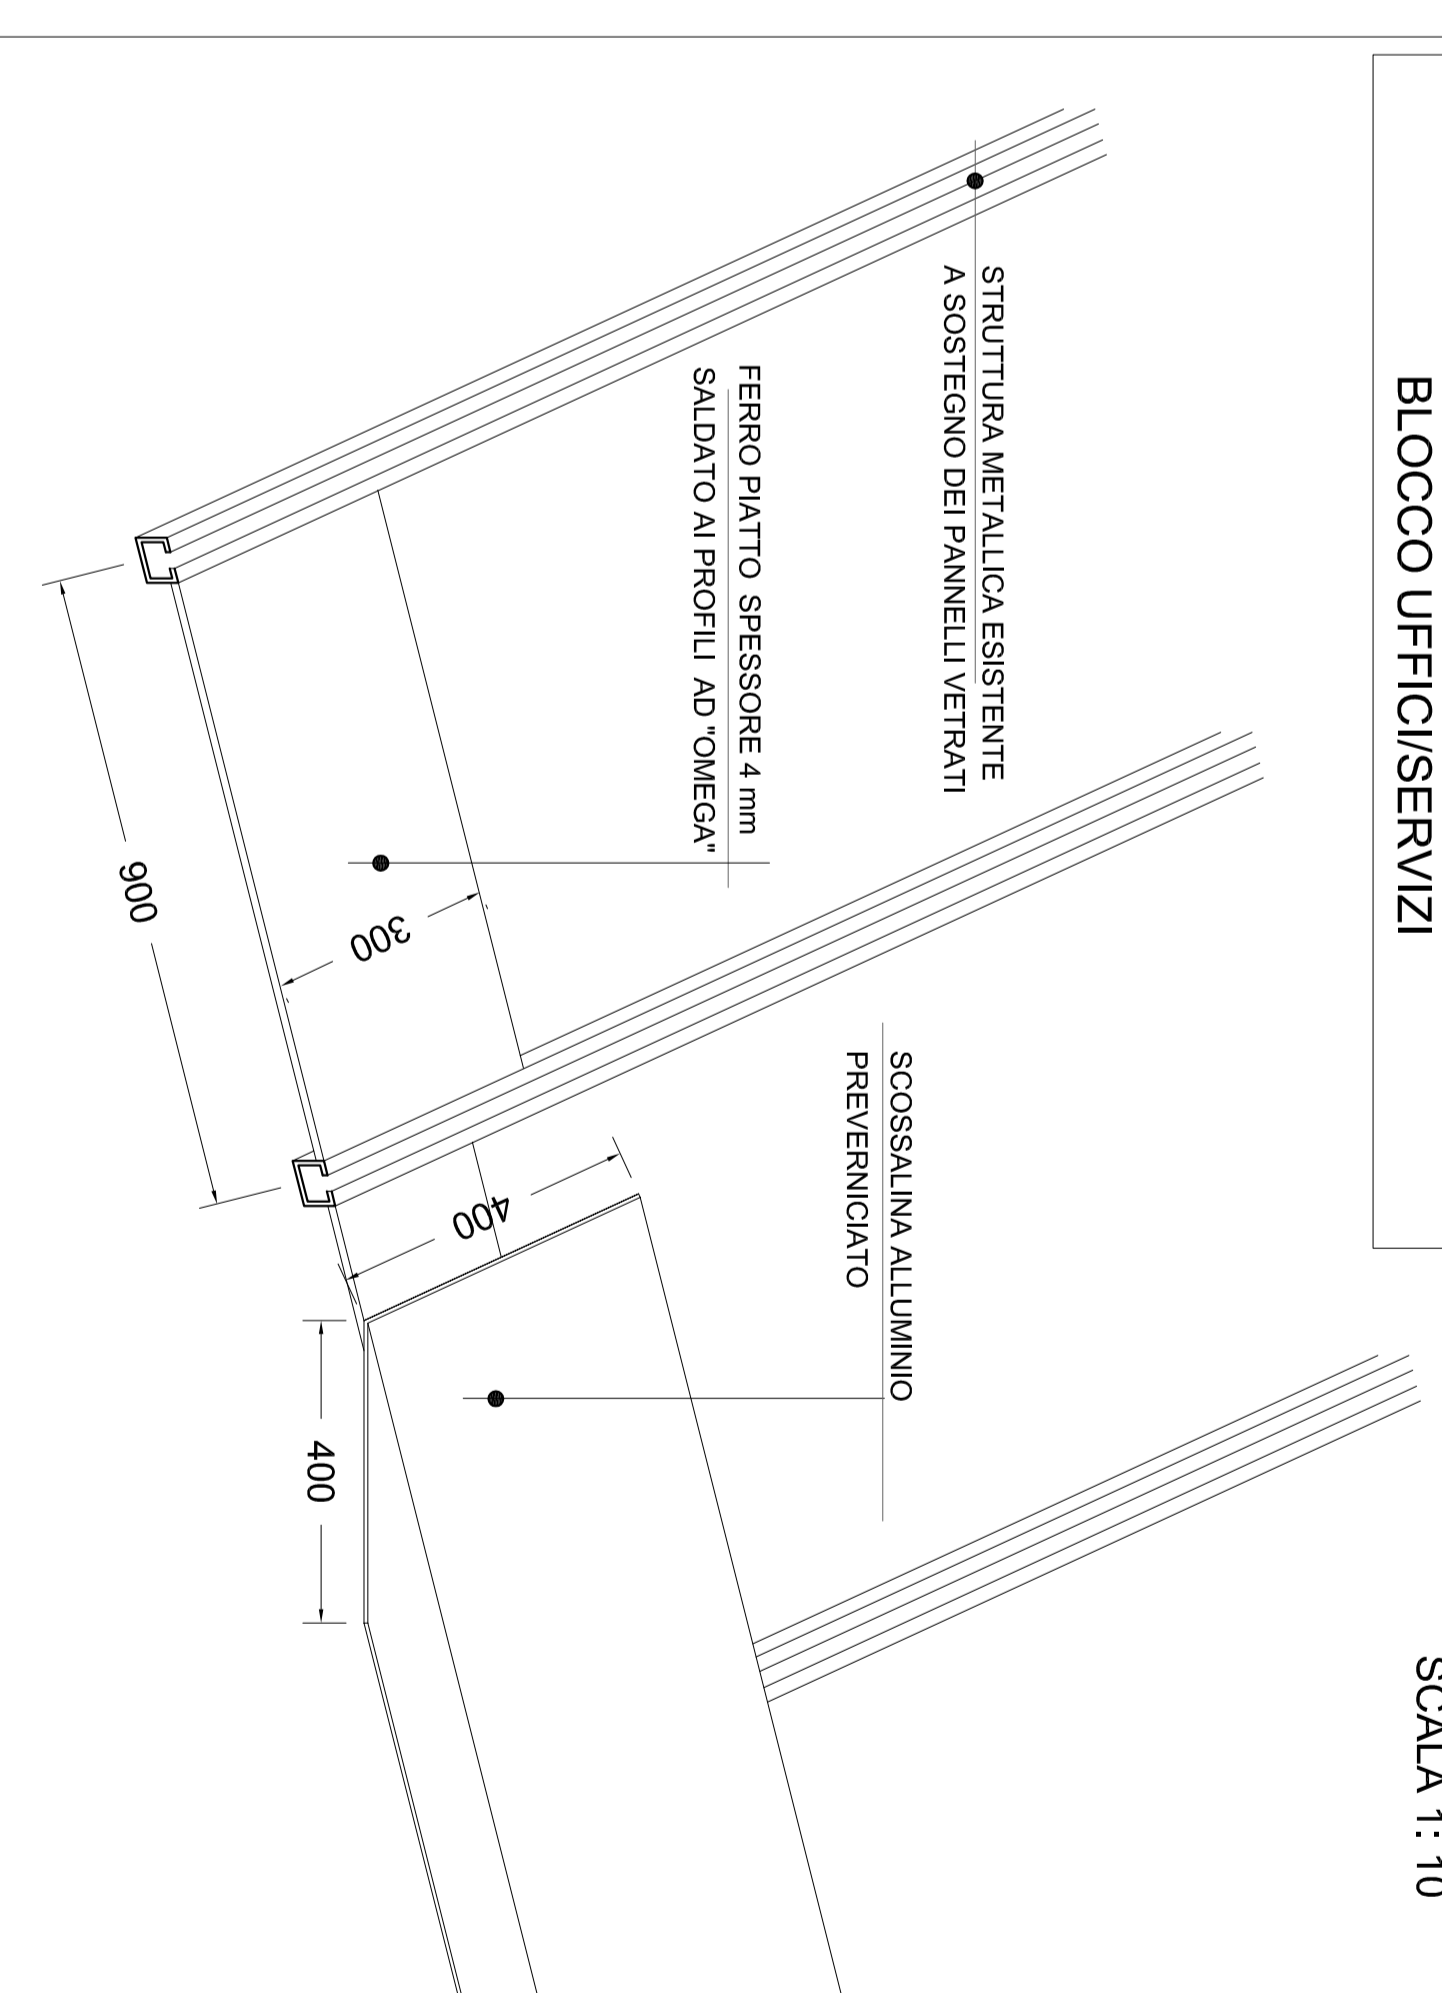 BLOCCO UFFICI/SERVIZI
SCALA 1: 10
STRUTTURA METALLICA ESISTENTE
A SOSTEGNO DEI PANNELLI VETRATI
FERRO PIATTO SPESSORE 4 mm
SALDATO AI PROFILI AD "OMEGA"
SCOSSALINA ALLUMINIO
PREVERNICIATO
300
400
900
400